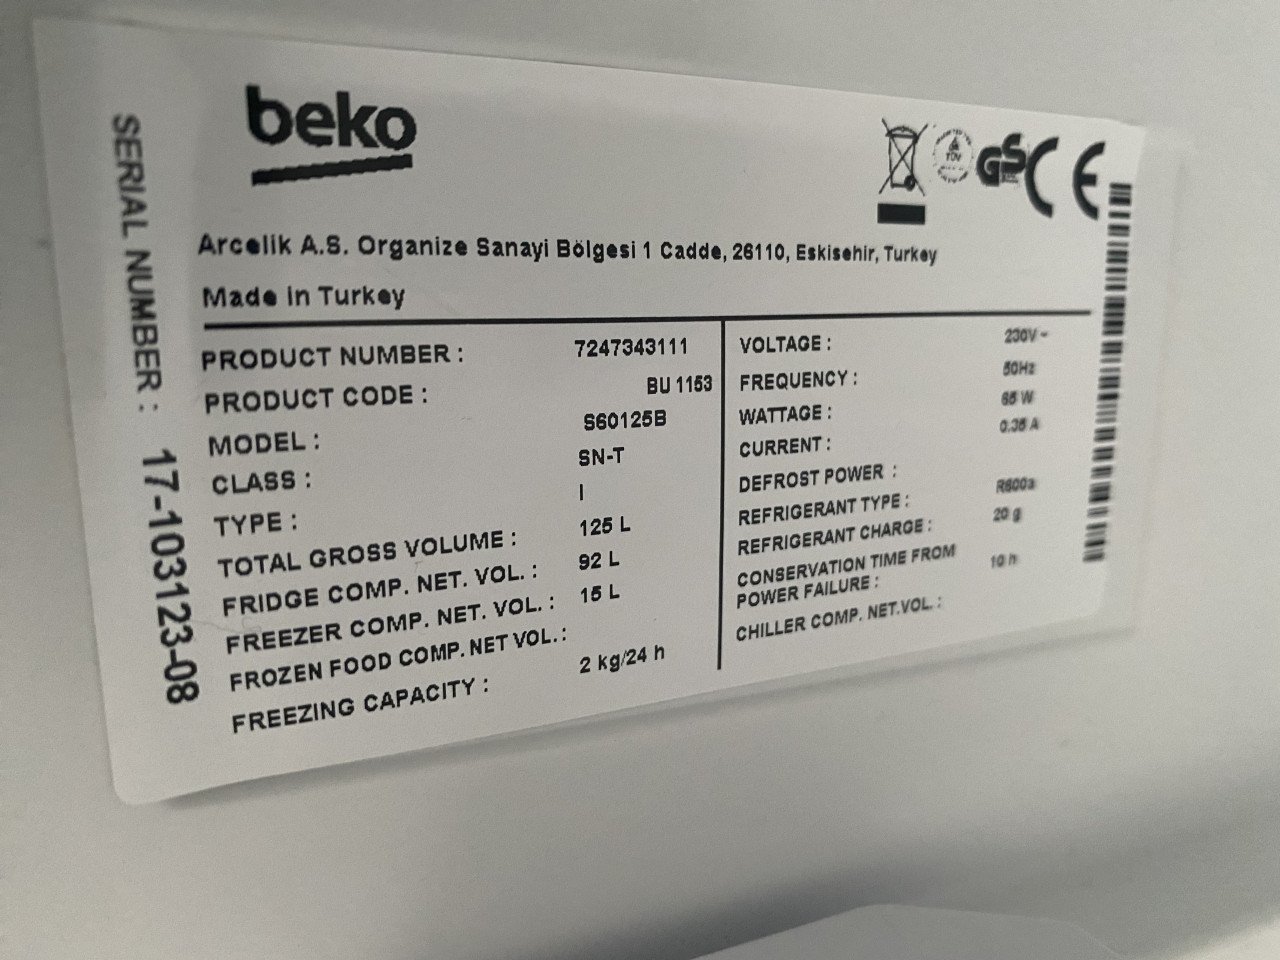 beko
TÜV
GS
CE
Arcelik A.S. Organize Sanayi Bölgesi 1 Cadde, 26110, Eskisehir, Turkey
Made in Turkey
SERIAL NUMBER : 17-103123-08
PRODUCT NUMBER : 7247343111
PRODUCT CODE : BU 1153
MODEL : S60125B
CLASS : SN-T
TYPE : I
TOTAL GROSS VOLUME : 125 L
FRIDGE COMP. NET. VOL. : 92 L
FREEZER COMP. NET. VOL. : 15 L
FROZEN FOOD COMP. NET VOL. :
FREEZING CAPACITY : 2 kg/24 h
VOLTAGE : 230V ~
FREQUENCY : 50Hz
WATTAGE : 65 W
CURRENT : 0.35 A
DEFROST POWER :
REFRIGERANT TYPE : R600a
REFRIGERANT CHARGE : 20 g
CONSERVATION TIME FROM
POWER FAILURE : 10 h
CHILLER COMP. NET.VOL. :